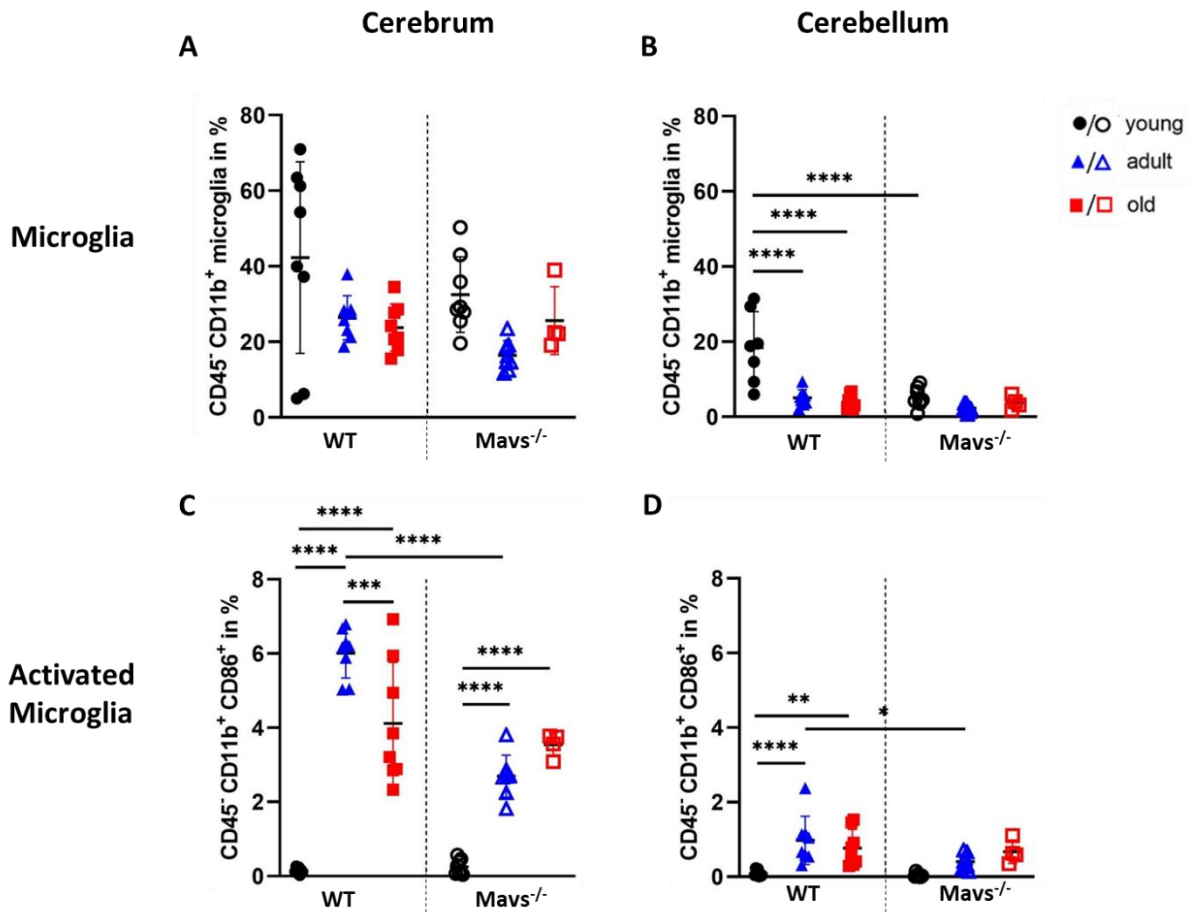 Cerebrum
Cerebellum
A
B
Microglia
CD45⁻ CD11b⁺ microglia in %
80
60
40
20
0
WT
Mavs⁻/⁻
CD45⁻ CD11b⁺ microglia in %
80
60
40
20
0
****
****
****
WT
Mavs⁻/⁻
●/○ young
▲/△ adult
■/□ old
C
D
Activated
Microglia
CD45⁻ CD11b⁺ CD86⁺ in %
8
6
4
2
0
****
****
****
***
****
****
WT
Mavs⁻/⁻
CD45⁻ CD11b⁺ CD86⁺ in %
8
6
4
2
0
**
*
****
WT
Mavs⁻/⁻